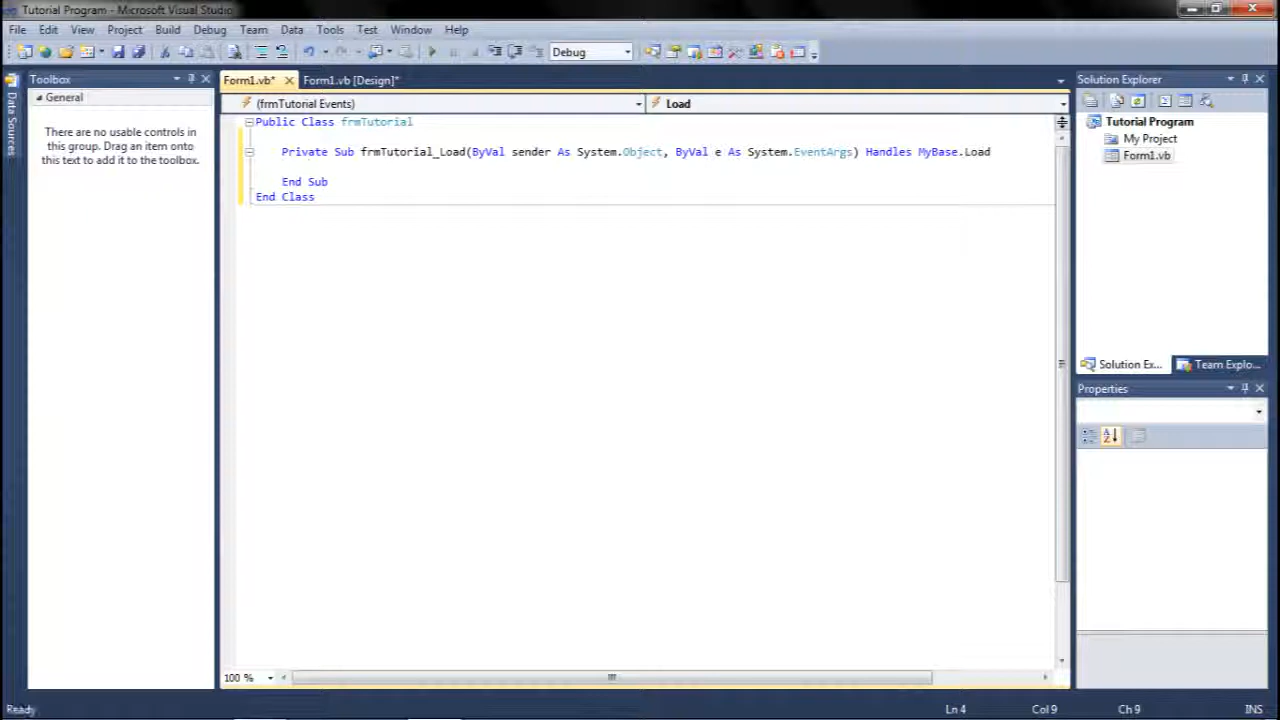 Tutorial Program - Microsoft Visual Studio
File Edit View Project Build Debug Team Data Tools Test Window Help
Debug
Data Sources
Toolbox
General
There are no usable controls in
this group. Drag an item onto
this text to add it to the toolbox.
Form1.vb* Form1.vb [Design]*
(frmTutorial Events) Load
Public Class frmTutorial
Private Sub frmTutorial_Load(ByVal sender As System.Object, ByVal e As System.EventArgs) Handles MyBase.Load
End Sub
End Class
100 %
Solution Explorer
Tutorial Program
My Project
Form1.vb
Solution Ex... Team Explo...
Properties
Ready Ln 4 Col 9 Ch 9 INS